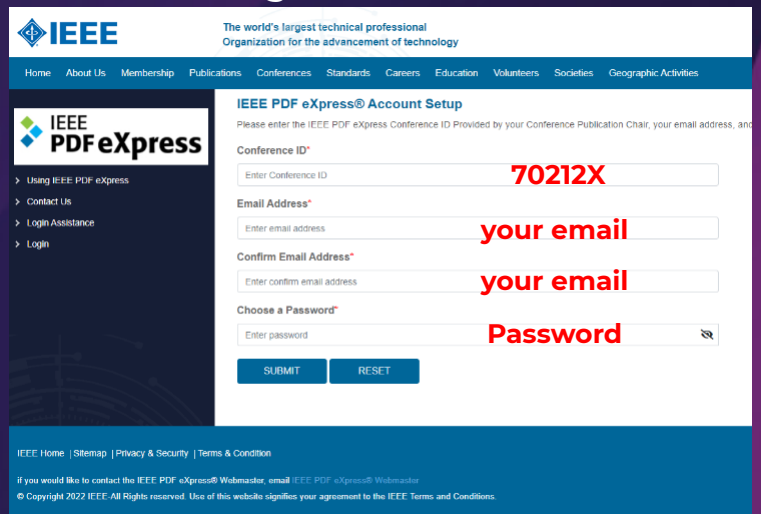 IEEE
The world's largest technical professional
Organization for the advancement of technology
Home About Us Membership Publications Conferences Standards Careers Education Volunteers Societies Geographic Activities
IEEE
PDF eXpress
> Using IEEE PDF eXpress
> Contact Us
> Login Assistance
> Login
IEEE PDF eXpress® Account Setup
Please enter the IEEE PDF eXpress Conference ID Provided by your Conference Publication Chair, your email address, and
Conference ID*
Enter Conference ID
70212X
Email Address*
Enter email address
your email
Confirm Email Address*
Enter confirm email address
your email
Choose a Password*
Enter password
Password
SUBMIT RESET
IEEE Home | Sitemap | Privacy & Security | Terms & Condition
if you would like to contact the IEEE PDF eXpress® Webmaster, email IEEE PDF eXpress® Webmaster
© Copyright 2022 IEEE-All Rights reserved. Use of this website signifies your agreement to the IEEE Terms and Conditions.